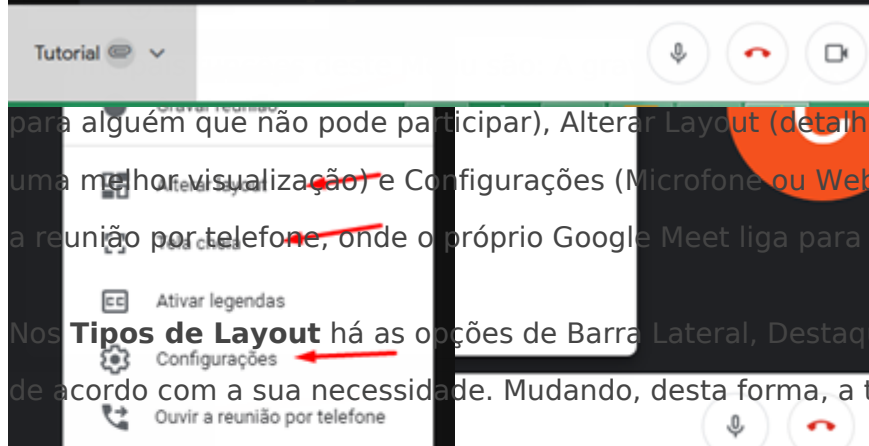 Tutorial
Gravar reunião
para alguém que não pode participar), Alterar Layout (detalh
Alterar layout
uma melhor visualização) e Configurações (Microfone ou Web
Tela cheia
a reunião por telefone, onde o próprio Google Meet liga para
Ativar legendas
Nos Tipos de Layout há as opções de Barra Lateral, Destaq
Configurações
de acordo com a sua necessidade. Mudando, desta forma, a t
Ouvir a reunião por telefone